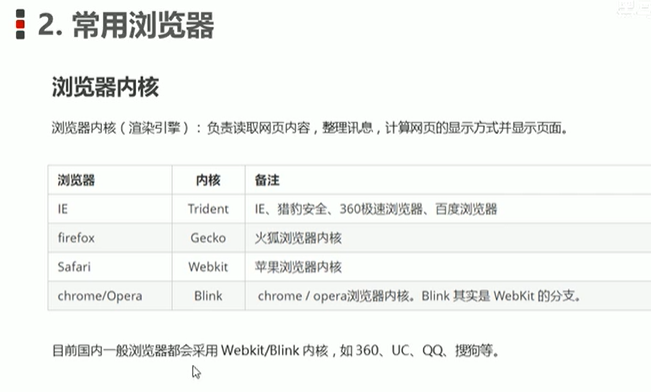 2. 常用浏览器
浏览器内核
浏览器内核（渲染引擎）：负责读取网页内容，整理讯息，计算网页的显示方式并显示页面。
浏览器 内核 备注
IE Trident IE、猎豹安全、360极速浏览器、百度浏览器
firefox Gecko 火狐浏览器内核
Safari Webkit 苹果浏览器内核
chrome/Opera Blink chrome / opera浏览器内核。Blink 其实是 WebKit 的分支。
目前国内一般浏览器都会采用 Webkit/Blink 内核，如 360、UC、QQ、搜狗等。